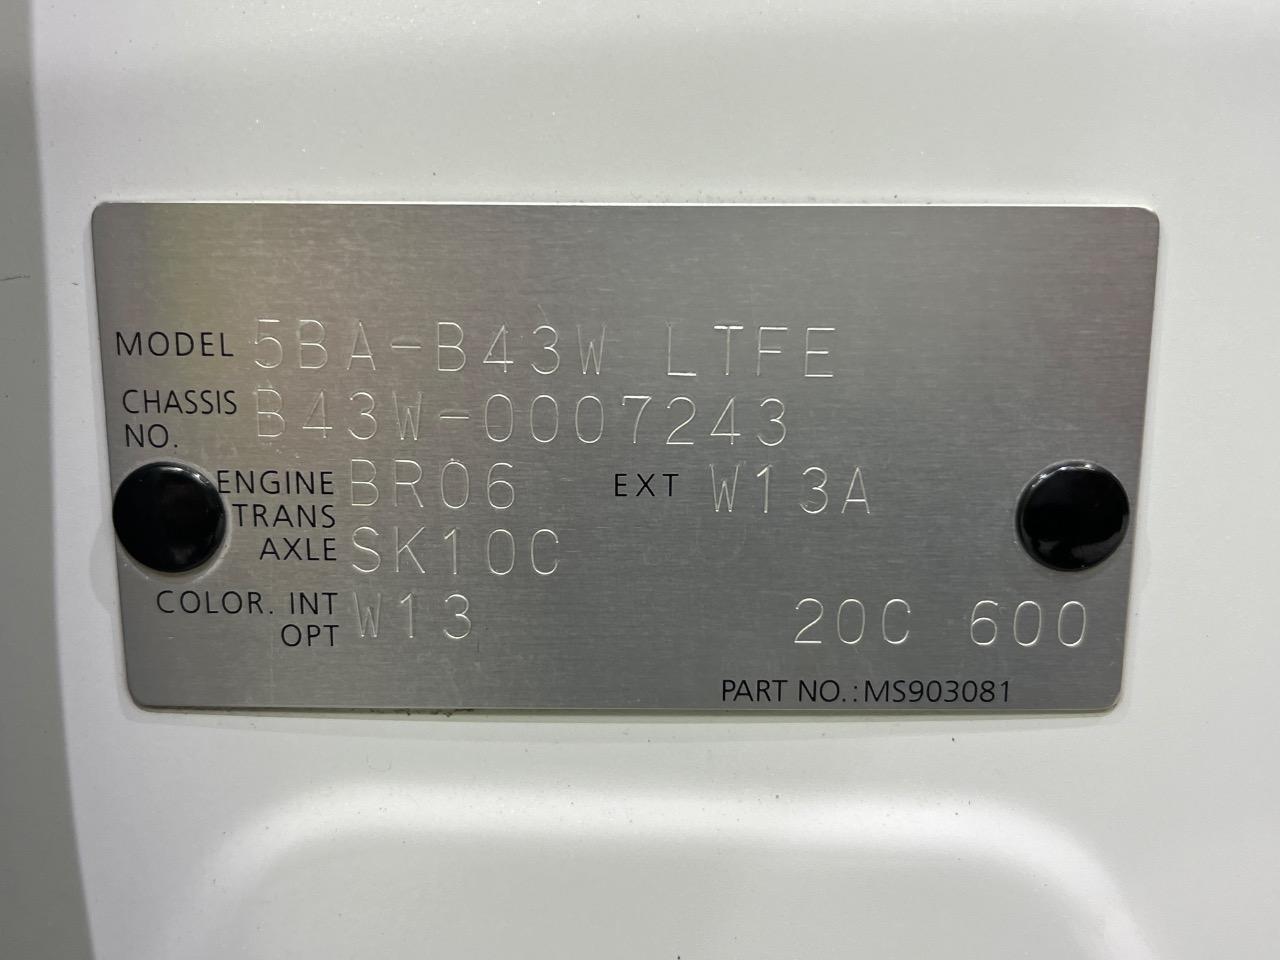 MODEL 5BA-B43W LTFE
CHASSIS NO. B43W-0007243
ENGINE BR06 EXT W13A
TRANS AXLE SK10C
COLOR. INT OPT W13 20C 600
PART NO.:MS903081